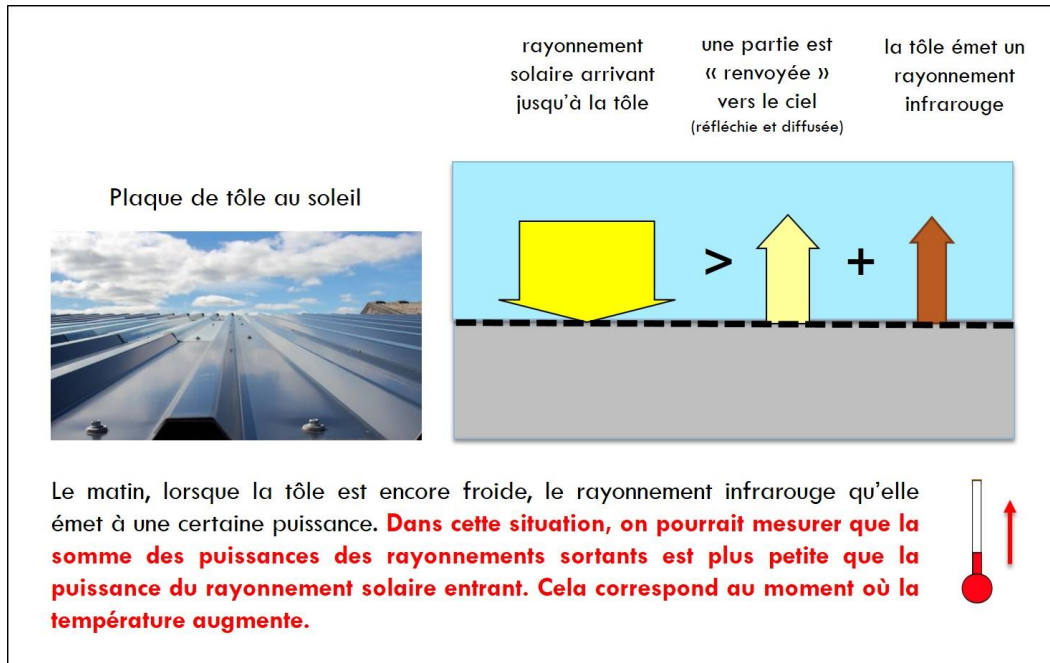 rayonnement
solaire arrivant
jusqu'à la tôle
une partie est
« renvoyée »
vers le ciel
(réfléchie et diffusée)
la tôle émet un
rayonnement
infrarouge
Plaque de tôle au soleil
>
+
Le matin, lorsque la tôle est encore froide, le rayonnement infrarouge qu'elle
émet à une certaine puissance. Dans cette situation, on pourrait mesurer que la
somme des puissances des rayonnements sortants est plus petite que la
puissance du rayonnement solaire entrant. Cela correspond au moment où la
température augmente.